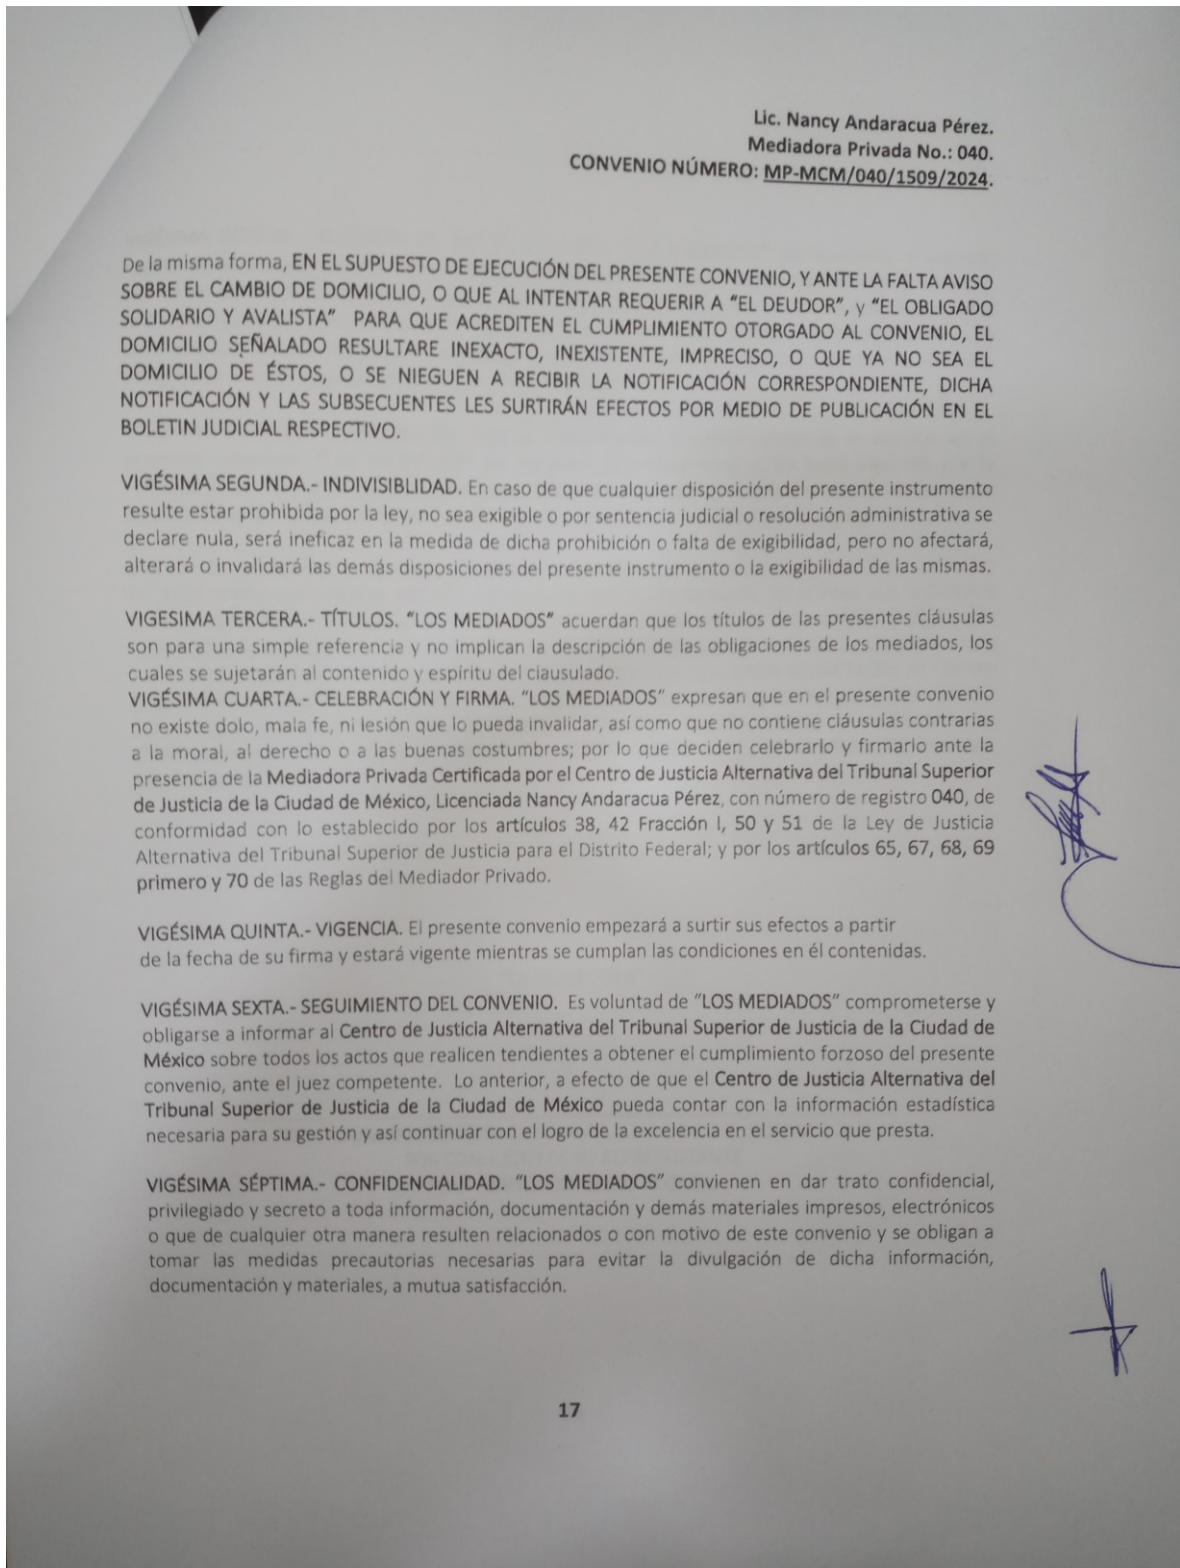 Lic. Nancy Andaracua Pérez.
Mediadora Privada No.: 040.
CONVENIO NÚMERO: MP-MCM/040/1509/2024.
De la misma forma, EN EL SUPUESTO DE EJECUCIÓN DEL PRESENTE CONVENIO, Y ANTE LA FALTA AVISO
SOBRE EL CAMBIO DE DOMICILIO, O QUE AL INTENTAR REQUERIR A “EL DEUDOR”, y “EL OBLIGADO
SOLIDARIO Y AVALISTA” PARA QUE ACREDITEN EL CUMPLIMIENTO OTORGADO AL CONVENIO, EL
DOMICILIO SEÑALADO RESULTARE INEXACTO, INEXISTENTE, IMPRECISO, O QUE YA NO SEA EL
DOMICILIO DE ÉSTOS, O SE NIEGUEN A RECIBIR LA NOTIFICACIÓN CORRESPONDIENTE, DICHA
NOTIFICACIÓN Y LAS SUBSECUENTES LES SURTIRÁN EFECTOS POR MEDIO DE PUBLICACIÓN EN EL
BOLETIN JUDICIAL RESPECTIVO.
VIGÉSIMA SEGUNDA.- INDIVISIBLIDAD. En caso de que cualquier disposición del presente instrumento
resulte estar prohibida por la ley, no sea exigible o por sentencia judicial o resolución administrativa se
declare nula, será ineficaz en la medida de dicha prohibición o falta de exigibilidad, pero no afectará,
alterará o invalidará las demás disposiciones del presente instrumento o la exigibilidad de las mismas.
VIGESIMA TERCERA.- TÍTULOS. “LOS MEDIADOS” acuerdan que los títulos de las presentes cláusulas
son para una simple referencia y no implican la descripción de las obligaciones de los mediados, los
cuales se sujetarán al contenido y espíritu del clausulado.
VIGÉSIMA CUARTA.- CELEBRACIÓN Y FIRMA. “LOS MEDIADOS” expresan que en el presente convenio
no existe dolo, mala fe, ni lesión que lo pueda invalidar, así como que no contiene cláusulas contrarias
a la moral, al derecho o a las buenas costumbres; por lo que deciden celebrarlo y firmarlo ante la
presencia de la Mediadora Privada Certificada por el Centro de Justicia Alternativa del Tribunal Superior
de Justicia de la Ciudad de México, Licenciada Nancy Andaracua Pérez, con número de registro 040, de
conformidad con lo establecido por los artículos 38, 42 Fracción I, 50 y 51 de la Ley de Justicia
Alternativa del Tribunal Superior de Justicia para el Distrito Federal; y por los artículos 65, 67, 68, 69
primero y 70 de las Reglas del Mediador Privado.
VIGÉSIMA QUINTA.- VIGENCIA. El presente convenio empezará a surtir sus efectos a partir
de la fecha de su firma y estará vigente mientras se cumplan las condiciones en él contenidas.
VIGÉSIMA SEXTA.- SEGUIMIENTO DEL CONVENIO. Es voluntad de “LOS MEDIADOS” comprometerse y
obligarse a informar al Centro de Justicia Alternativa del Tribunal Superior de Justicia de la Ciudad de
México sobre todos los actos que realicen tendientes a obtener el cumplimiento forzoso del presente
convenio, ante el juez competente. Lo anterior, a efecto de que el Centro de Justicia Alternativa del
Tribunal Superior de Justicia de la Ciudad de México pueda contar con la información estadística
necesaria para su gestión y así continuar con el logro de la excelencia en el servicio que presta.
VIGÉSIMA SÉPTIMA.- CONFIDENCIALIDAD. “LOS MEDIADOS” convienen en dar trato confidencial,
privilegiado y secreto a toda información, documentación y demás materiales impresos, electrónicos
o que de cualquier otra manera resulten relacionados o con motivo de este convenio y se obligan a
tomar las medidas precautorias necesarias para evitar la divulgación de dicha información,
documentación y materiales, a mutua satisfacción.
17